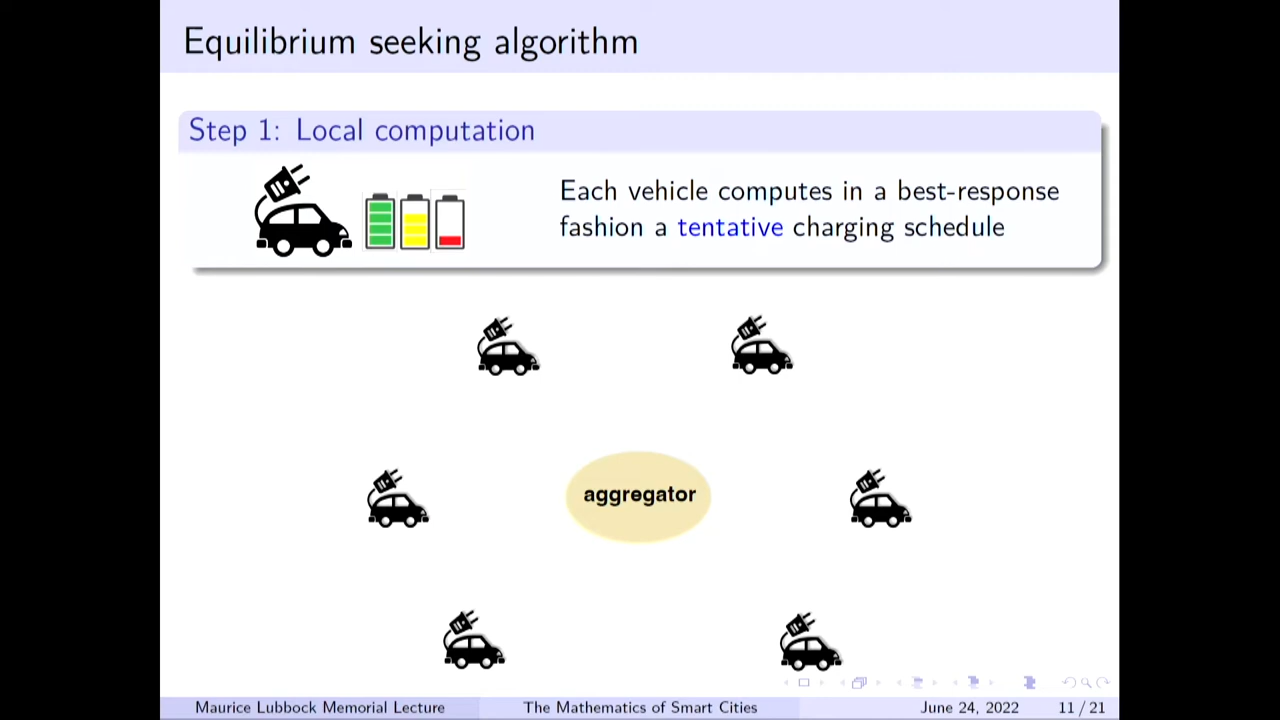 Equilibrium seeking algorithm
Step 1: Local computation
Each vehicle computes in a best-response
fashion a tentative charging schedule
aggregator
Maurice Lubbock Memorial Lecture
The Mathematics of Smart Cities
June 24, 2022
11 / 21